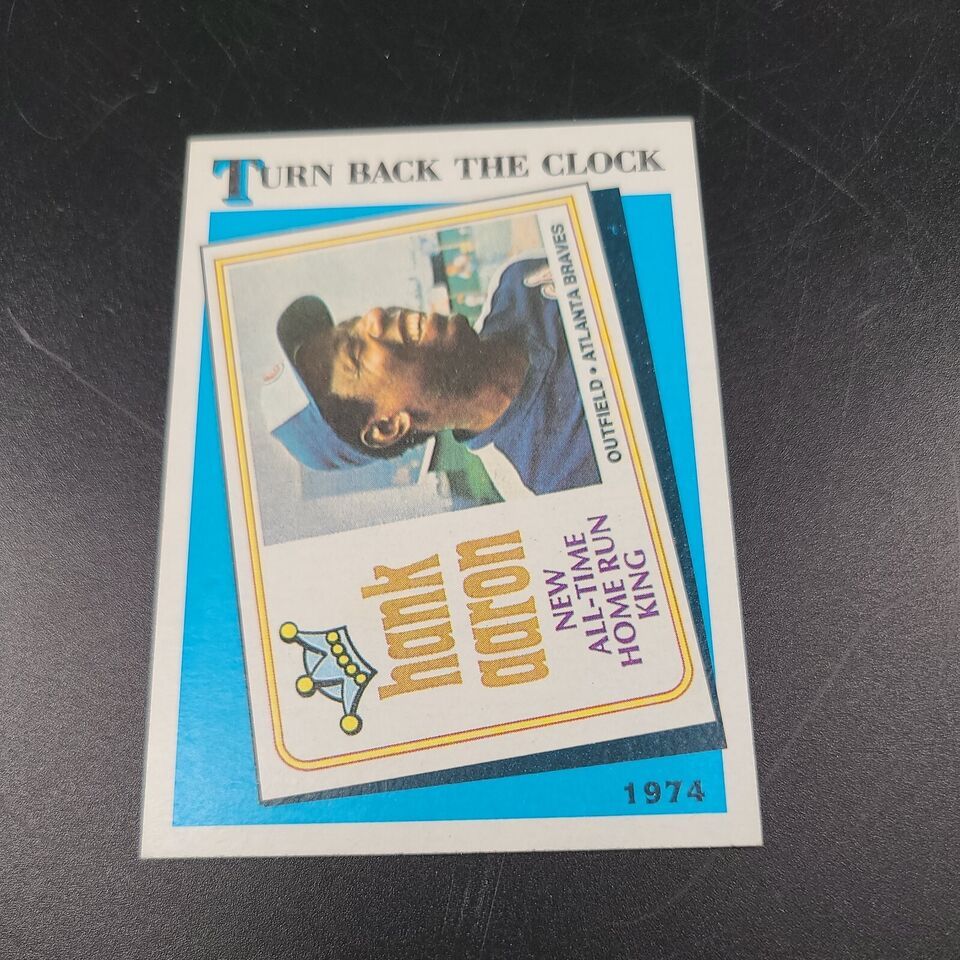 TURN BACK THE CLOCK
hank
aaron
NEW
ALL-TIME
HOME RUN
KING
OUTFIELD • ATLANTA BRAVES
1974